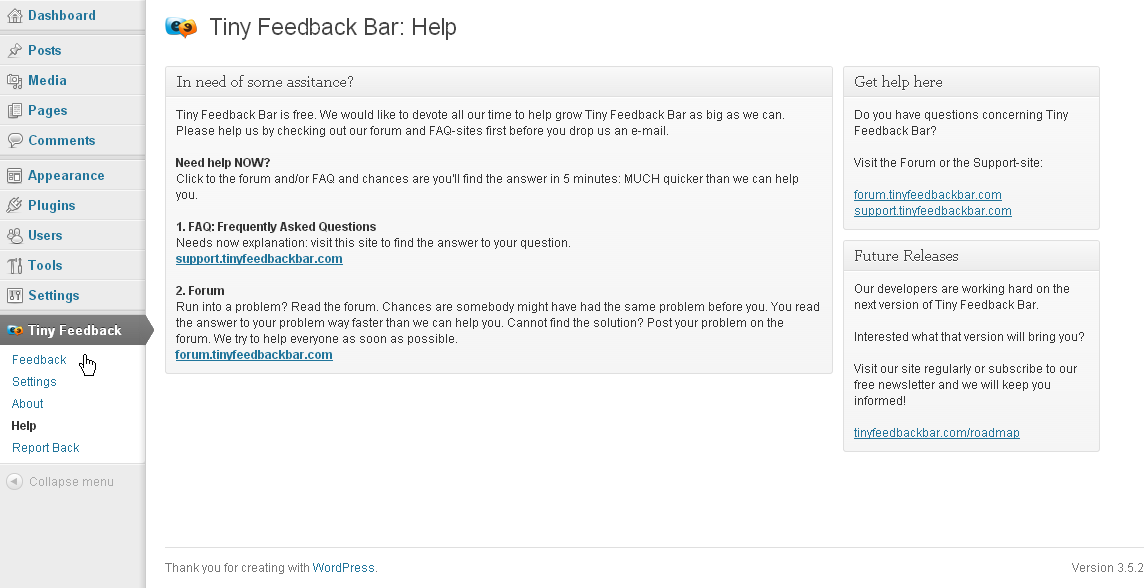 Dashboard
Posts
Media
Pages
Comments
Appearance
Plugins
Users
Tools
Settings
Tiny Feedback
Feedback
Settings
About
Help
Report Back
Collapse menu
Tiny Feedback Bar: Help
In need of some assitance?
Tiny Feedback Bar is free. We would like to devote all our time to help grow Tiny Feedback Bar as big as we can.
Please help us by checking out our forum and FAQ-sites first before you drop us an e-mail.
Need help NOW?
Click to the forum and/or FAQ and chances are you'll find the answer in 5 minutes: MUCH quicker than we can help
you.
1. FAQ: Frequently Asked Questions
Needs now explanation: visit this site to find the answer to your question.
support.tinyfeedbackbar.com
2. Forum
Run into a problem? Read the forum. Chances are somebody might have had the same problem before you. You read
the answer to your problem way faster than we can help you. Cannot find the solution? Post your problem on the
forum. We try to help everyone as soon as possible.
forum.tinyfeedbackbar.com
Get help here
Do you have questions concerning Tiny
Feedback Bar?
Visit the Forum or the Support-site:
forum.tinyfeedbackbar.com
support.tinyfeedbackbar.com
Future Releases
Our developers are working hard on the
next version of Tiny Feedback Bar.
Interested what that version will bring you?
Visit our site regularly or subscribe to our
free newsletter and we will keep you
informed!
tinyfeedbackbar.com/roadmap
Thank you for creating with WordPress.
Version 3.5.2